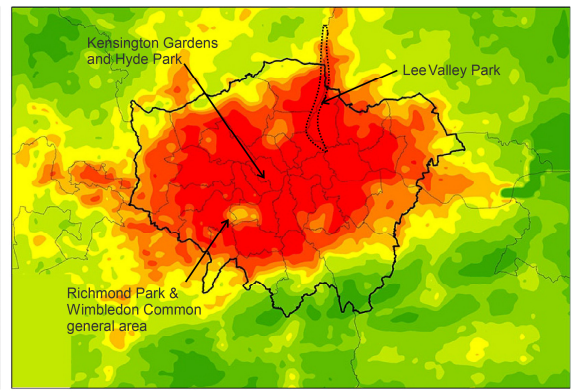 Kensington Gardens
and Hyde Park
Lee Valley Park
Richmond Park &
Wimbledon Common
general area